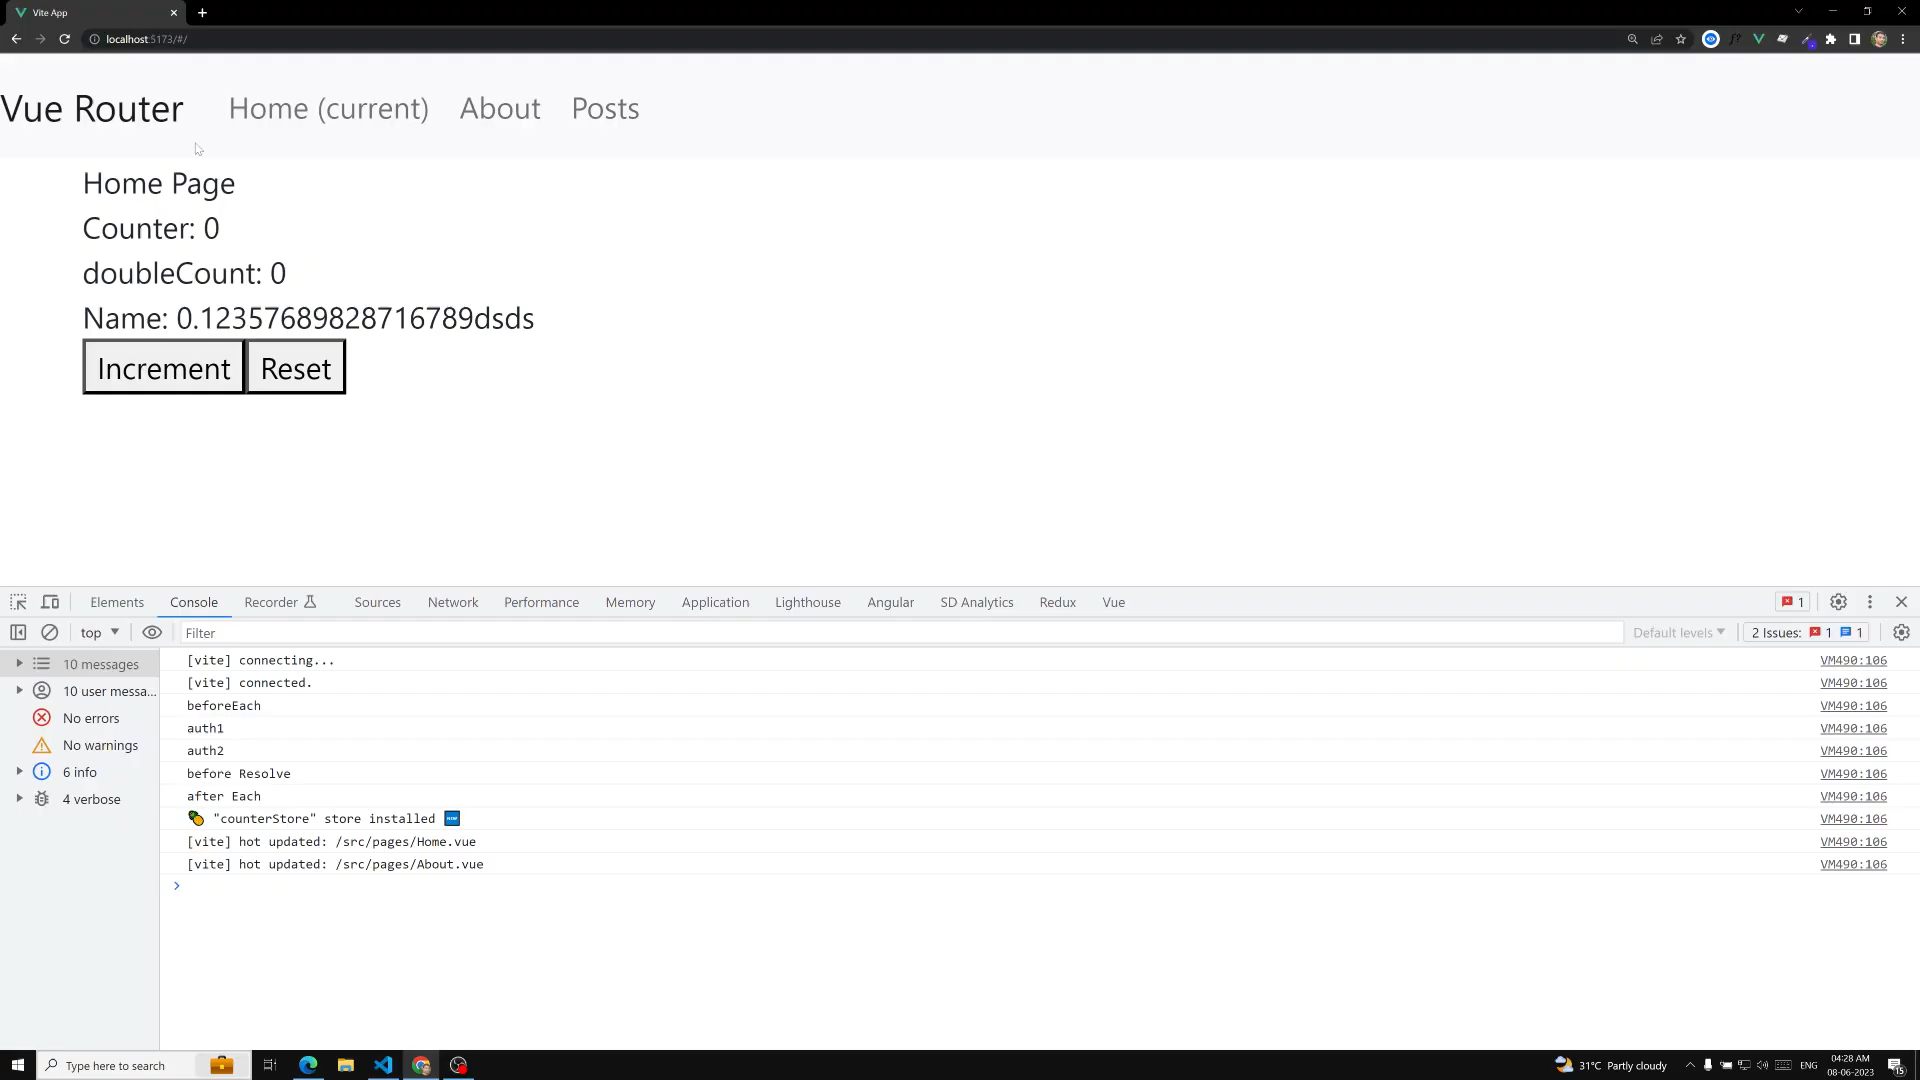 Vite App
localhost:5173/#/
Vue Router Home (current) About Posts
Home Page
Counter: 0
doubleCount: 0
Name: 0.12357689828716789dsds
Increment Reset
Elements Console Recorder Sources Network Performance Memory Application Lighthouse Angular SD Analytics Redux Vue 1
top Filter Default levels 2 Issues: 1 1
10 messages
10 user messa...
No errors
No warnings
6 info
4 verbose
[vite] connecting... VM490:106
[vite] connected. VM490:106
beforeEach VM490:106
auth1 VM490:106
auth2 VM490:106
before Resolve VM490:106
after Each VM490:106
🍍 "counterStore" store installed 🆕 VM490:106
[vite] hot updated: /src/pages/Home.vue VM490:106
[vite] hot updated: /src/pages/About.vue VM490:106
Type here to search
31°C Partly cloudy
ENG
04:28 AM
08-06-2023
15